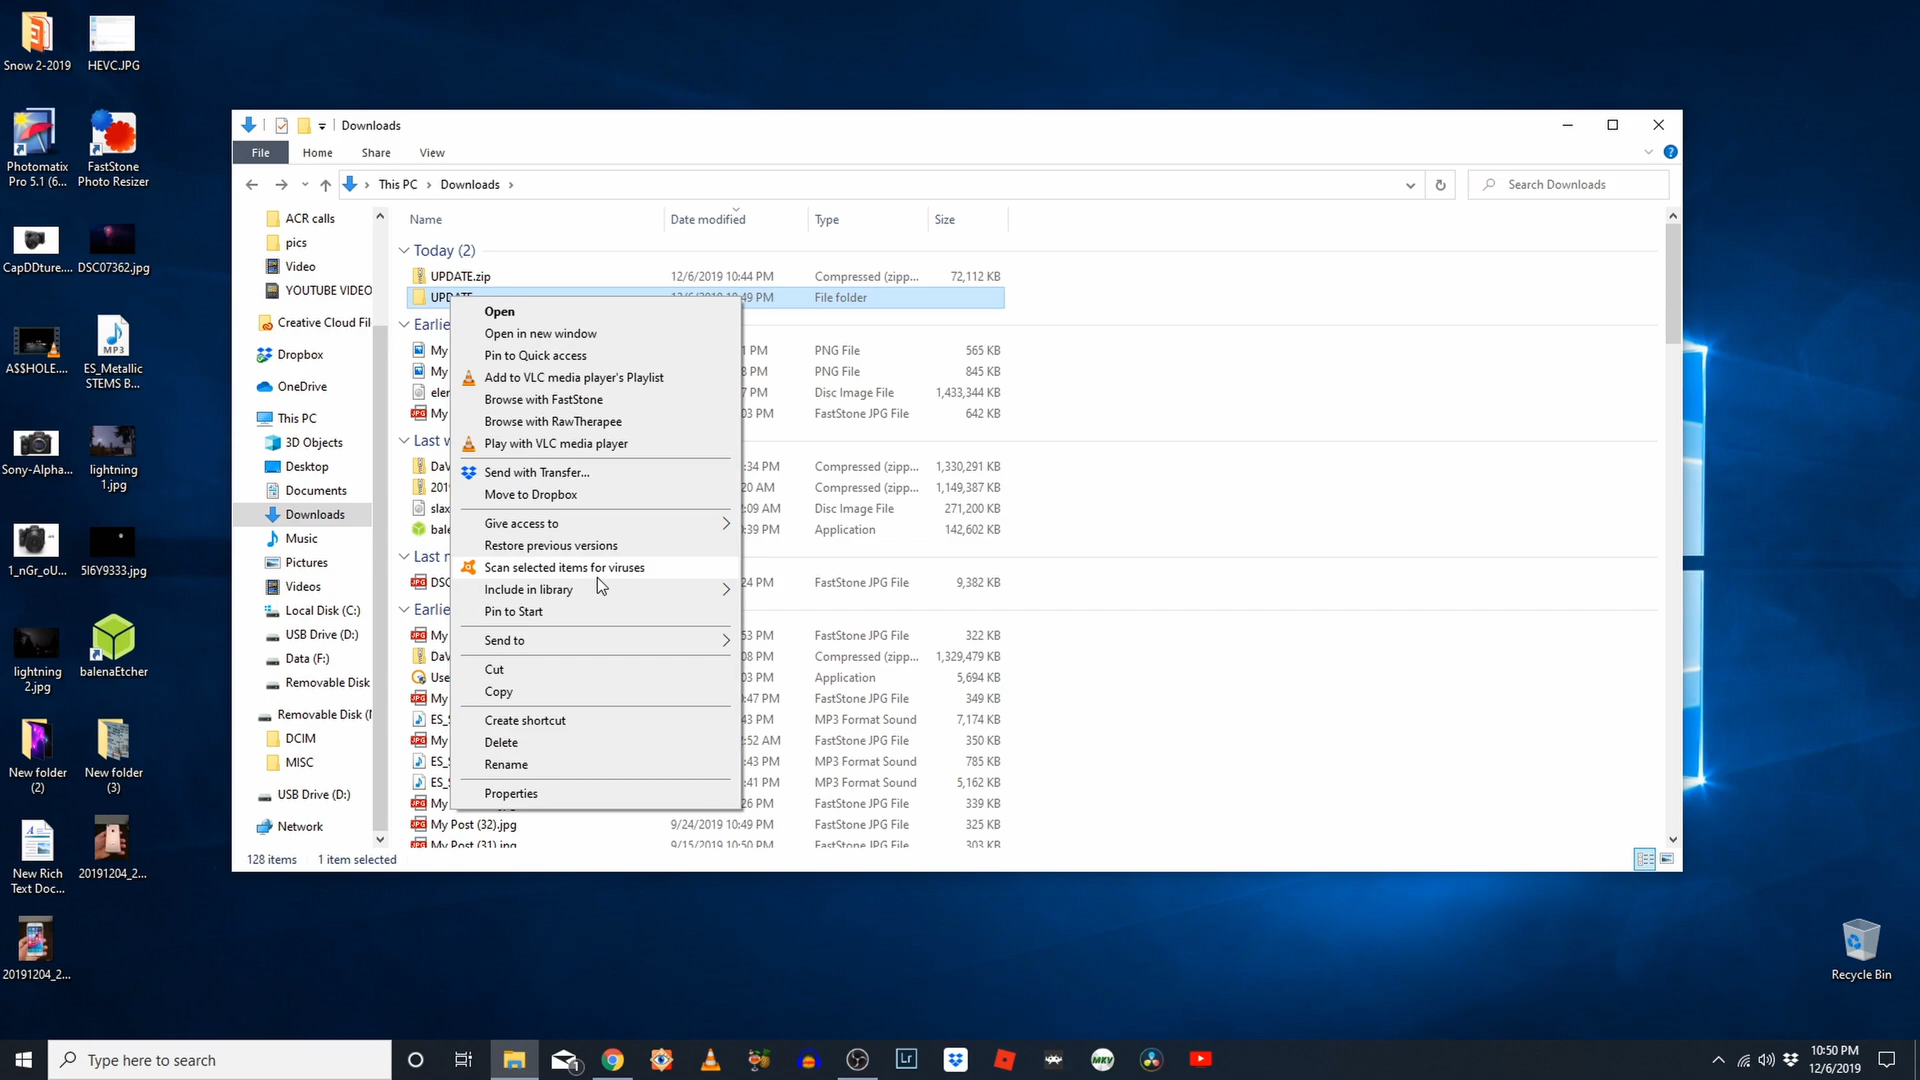 Snow 2-2019
HEVC.JPG
Photomatix
Pro 5.1 (6...
FastStone
Photo Resizer
CapDDture....
DSC07362.jpg
A$$HOLE....
MP3
ES_Metallic
STEMS B...
Sony-Alpha...
lightning
1.jpg
1_nGr_oU...
5I6Y9333.jpg
lightning
2.jpg
balenaEtcher
New folder
(2)
New folder
(3)
New Rich
Text Doc...
20191204_2...
20191204_2...
Recycle Bin
Downloads
File
Home
Share
View
This PC
Downloads
Search Downloads
ACR calls
pics
Video
YOUTUBE VIDEO
Creative Cloud Fil
Dropbox
OneDrive
This PC
3D Objects
Desktop
Documents
Downloads
Music
Pictures
Videos
Local Disk (C:)
USB Drive (D:)
Data (F:)
Removable Disk
Removable Disk (
DCIM
MISC
USB Drive (D:)
Network
Name Date modified Type Size
Today (2)
UPDATE.zip 12/6/2019 10:44 PM Compressed (zipp... 72,112 KB
UPDATE 12/6/2019 10:49 PM File folder
Earlie
My 1 PM PNG File 565 KB
My 3 PM PNG File 845 KB
eler 7 PM Disc Image File 1,433,344 KB
My 03 PM FastStone JPG File 642 KB
Last w
DaV :34 PM Compressed (zipp... 1,330,291 KB
201 20 AM Compressed (zipp... 1,149,387 KB
slax :09 AM Disc Image File 271,200 KB
bale :39 PM Application 142,602 KB
Last m
DSC 24 PM FastStone JPG File 9,382 KB
Earlie
My 53 PM FastStone JPG File 322 KB
DaV 08 PM Compressed (zipp... 1,329,479 KB
Use 03 PM Application 5,694 KB
My :47 PM FastStone JPG File 349 KB
ES_S 43 PM MP3 Format Sound 7,174 KB
My :52 AM FastStone JPG File 350 KB
ES_S :43 PM MP3 Format Sound 785 KB
ES_S :41 PM MP3 Format Sound 5,162 KB
My 26 PM FastStone JPG File 339 KB
My Post (32).jpg 9/24/2019 10:49 PM FastStone JPG File 325 KB
My Post (31).jpg 9/15/2019 10:50 PM FastStone JPG File 303 KB
Open
Open in new window
Pin to Quick access
Add to VLC media player's Playlist
Browse with FastStone
Browse with RawTherapee
Play with VLC media player
Send with Transfer...
Move to Dropbox
Give access to
Restore previous versions
Scan selected items for viruses
Include in library
Pin to Start
Send to
Cut
Copy
Create shortcut
Delete
Rename
Properties
128 items 1 item selected
Type here to search
1
Lr
MKV
10:50 PM
12/6/2019